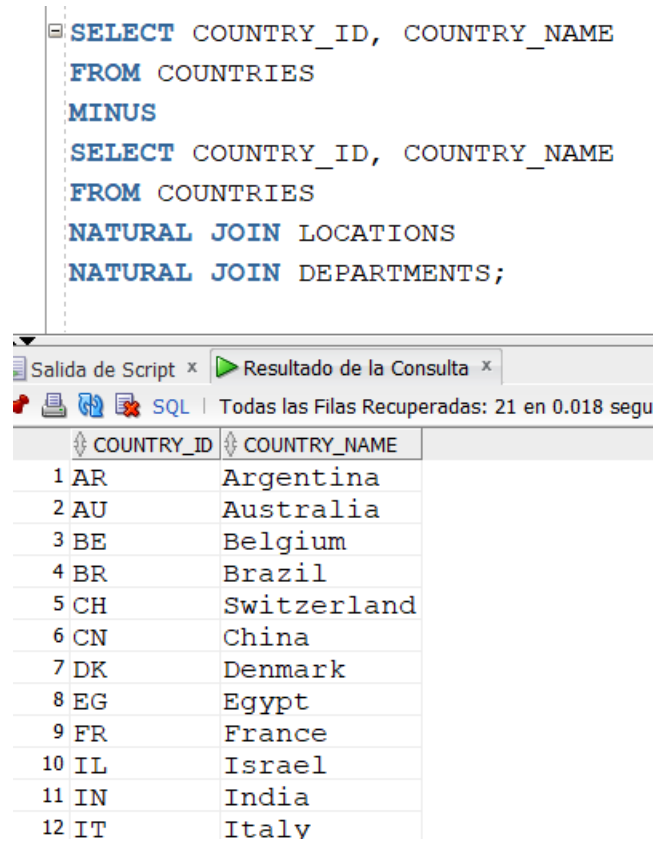 SELECT COUNTRY_ID, COUNTRY_NAME
FROM COUNTRIES
MINUS
SELECT COUNTRY_ID, COUNTRY_NAME
FROM COUNTRIES
NATURAL JOIN LOCATIONS
NATURAL JOIN DEPARTMENTS;
Salida de Script x Resultado de la Consulta x
SQL | Todas las Filas Recuperadas: 21 en 0.018 segu
COUNTRY_ID COUNTRY_NAME
1 AR Argentina
2 AU Australia
3 BE Belgium
4 BR Brazil
5 CH Switzerland
6 CN China
7 DK Denmark
8 EG Egypt
9 FR France
10 IL Israel
11 IN India
12 IT Italy